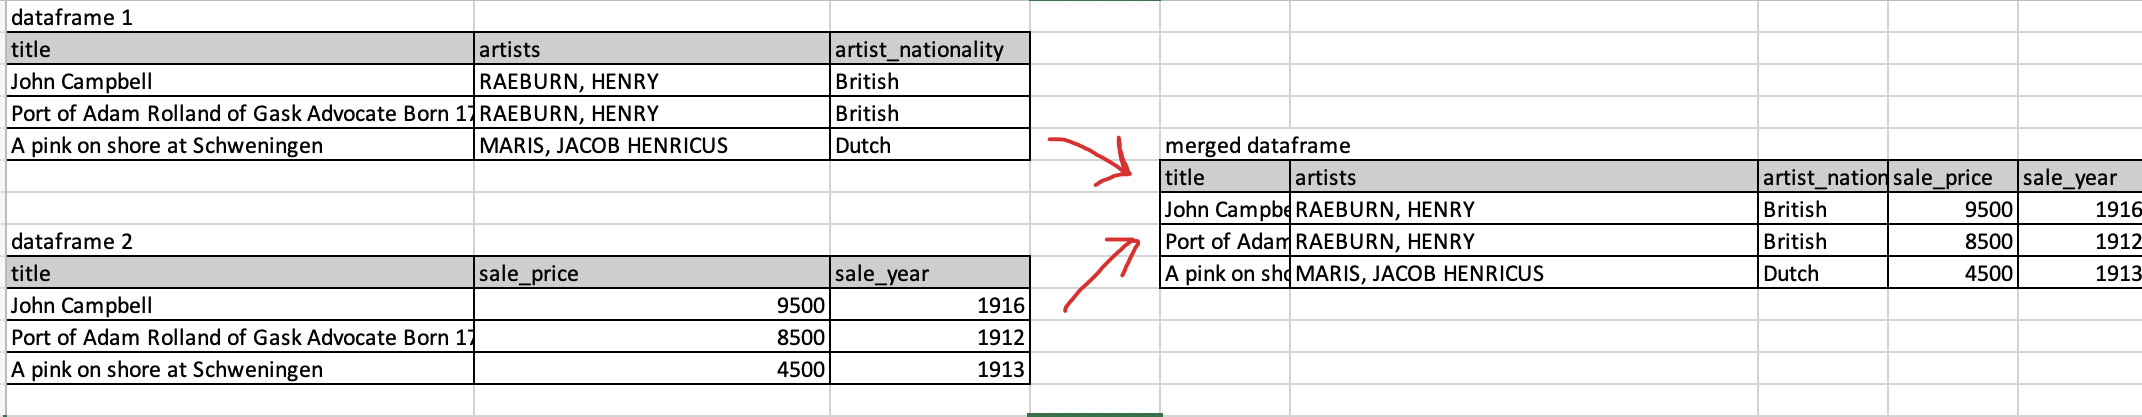 dataframe 1
title artists artist_nationality
John Campbell RAEBURN, HENRY British
Port of Adam Rolland of Gask Advocate Born 17 RAEBURN, HENRY British
A pink on shore at Schweningen MARIS, JACOB HENRICUS Dutch
dataframe 2
title sale_price sale_year
John Campbell 9500 1916
Port of Adam Rolland of Gask Advocate Born 17 8500 1912
A pink on shore at Schweningen 4500 1913
merged dataframe
title artists artist_nation sale_price sale_year
John Campbe RAEBURN, HENRY British 9500 1916
Port of Adam RAEBURN, HENRY British 8500 1912
A pink on sho MARIS, JACOB HENRICUS Dutch 4500 1913